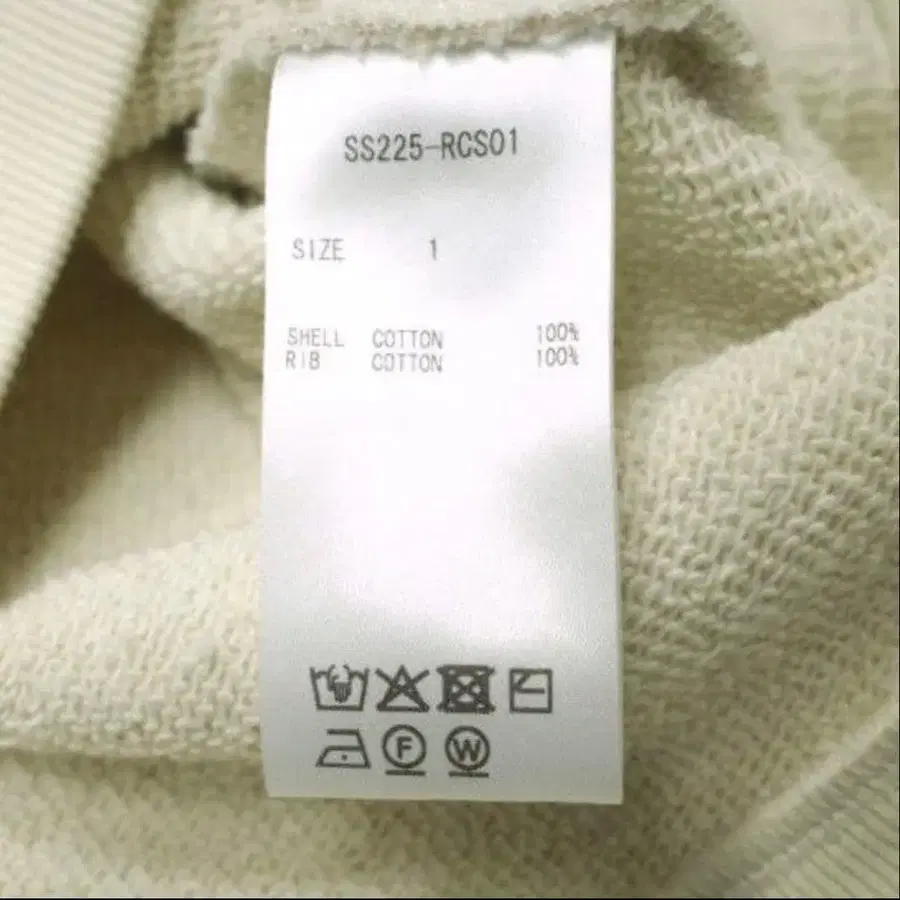 SS225-RCS01
SIZE 1
SHELL COTTON 100%
RIB COTTON 100%
F W